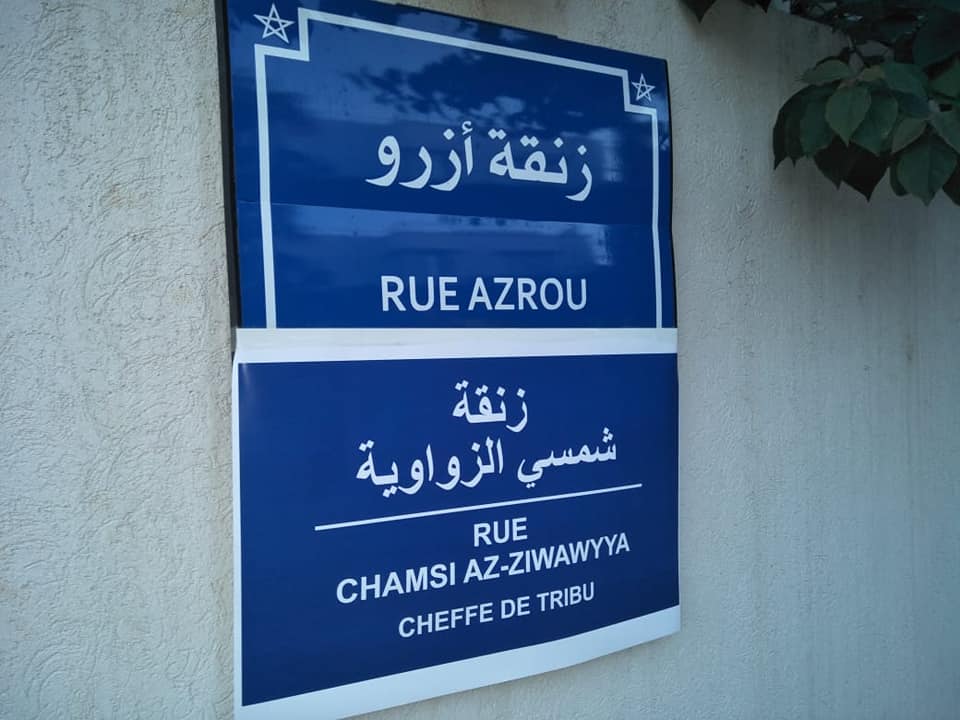 زنقة أزرو
RUE AZROU
زنقة
شمسي الزواوية
RUE
CHAMSI AZ-ZIWAWYYA
CHEFFE DE TRIBU